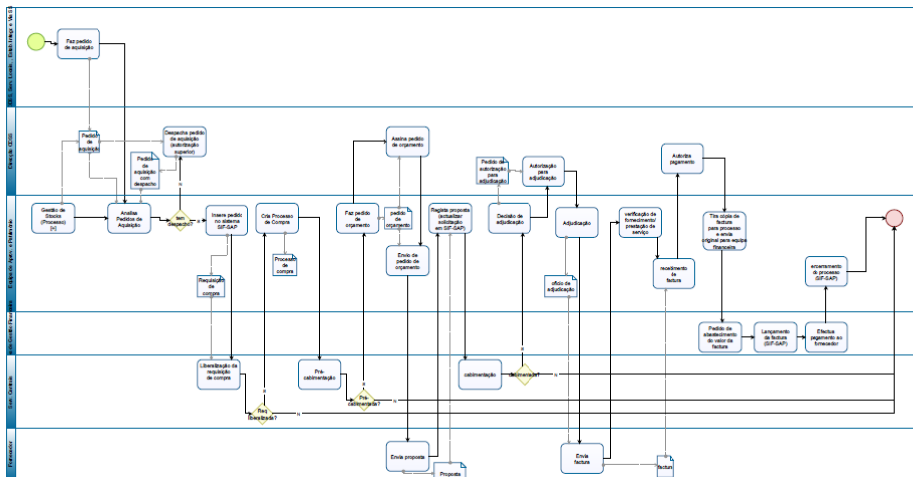 Faz pedido
de aquisição
Direcção CDSS
Pedido
de
aquisição
Despacha pedido
de aquisição
(autorização
superior)
Pedido
de
aquisição
com
despacho
Assina pedido
de orçamento
Pedido de
autorização para
adjudicação
Autorização
para
adjudicação
Autoriza
pagamento
Gestão de
Stocks
(Processo)
[+]
Analisa
Pedidos de
Aquisição
tem
despacho?
Insere pedido
no sistema
SIF-SAP
Requisição
de
compra
Cria Processo
de Compra
Processo
de
compra
Faz pedido
de
orçamento
pedido
de
orçamento
Envio de
pedido de
orçamento
Regista proposta
(actualizar
solicitação
em SIF-SAP)
Decisão de
adjudicação
Adjudicação
oficio de
adjudicação
verificação de
fornecimento/
prestação de
serviço
recebimento
de
factura
Tira cópia de
factura
para processo
e envia
original para equipa
financeira
encerramento
do processo
(SIF-SAP)
Pedido de
abastecimento
do valor da
factura
Lançamento
da factura
(SIF-SAP)
Efectua
pagamento ao
fornecedor
Liberalização da
requisição
de compra
Req
liberalizada?
N
Pré-
cabimentação
Pré-
cabimentada?
N
cabimentação
cabimentada?
N
Fornecedor
Envia proposta
Proposta
Envia
factura
factura